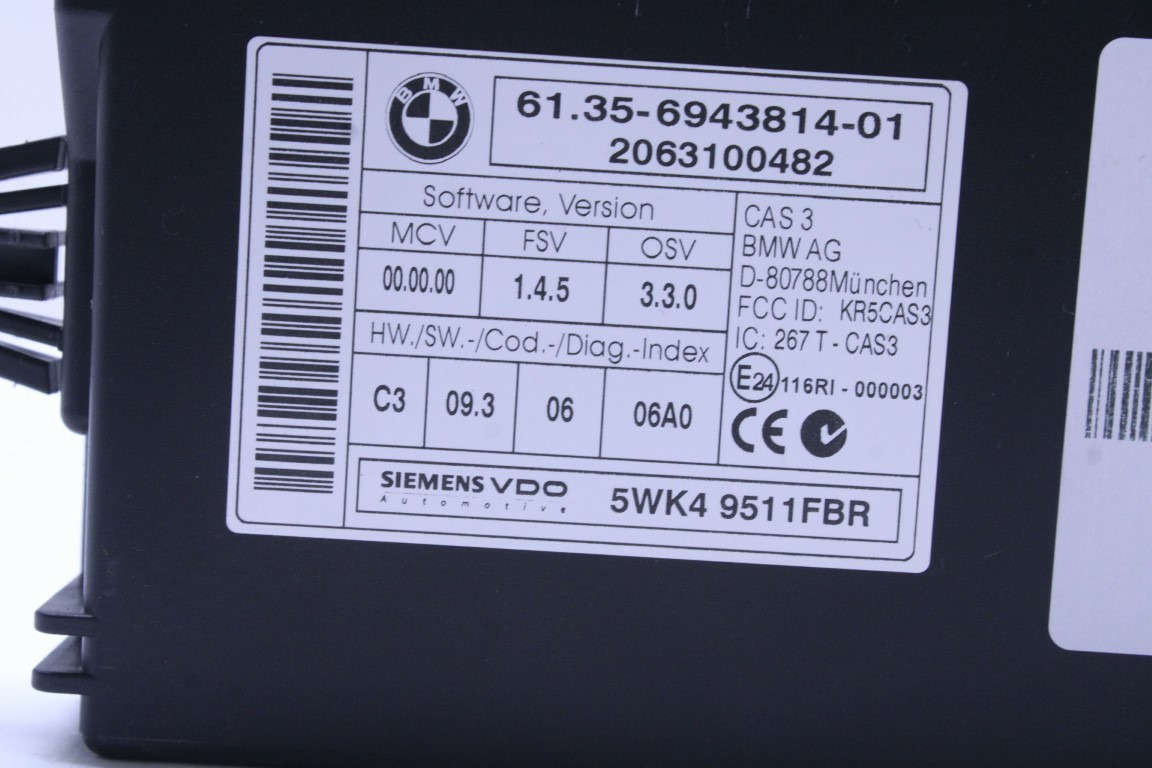 BMW
61.35-6943814-01
2063100482
Software, Version
MCV FSV OSV
00.00.00 1.4.5 3.3.0
HW./SW.-/Cod.-/Diag.-Index
C3 09.3 06 06A0
CAS 3
BMW AG
D-80788München
FCC ID: KR5CAS3
IC: 267 T - CAS3
E24 116RI - 000003
CE
SIEMENS VDO
Automotive
5WK4 9511FBR